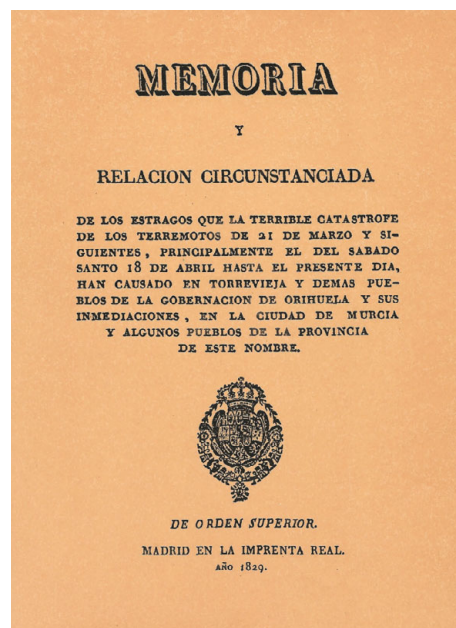 MEMORIA
Y
RELACION CIRCUNSTANCIADA
DE LOS ESTRAGOS QUE LA TERRIBLE CATASTROFE
DE LOS TERREMOTOS DE 21 DE MARZO Y SI-
GUIENTES, PRINCIPALMENTE EL DEL SABADO
SANTO 18 DE ABRIL HASTA EL PRESENTE DIA,
HAN CAUSADO EN TORREVIEJA Y DEMAS PUE-
BLOS DE LA GOBERNACION DE ORIHUELA Y SUS
INMEDIACIONES, EN LA CIUDAD DE MURCIA
Y ALGUNOS PUEBLOS DE LA PROVINCIA
DE ESTE NOMBRE.
DE ORDEN SUPERIOR.
MADRID EN LA IMPRENTA REAL.
AÑO 1829.